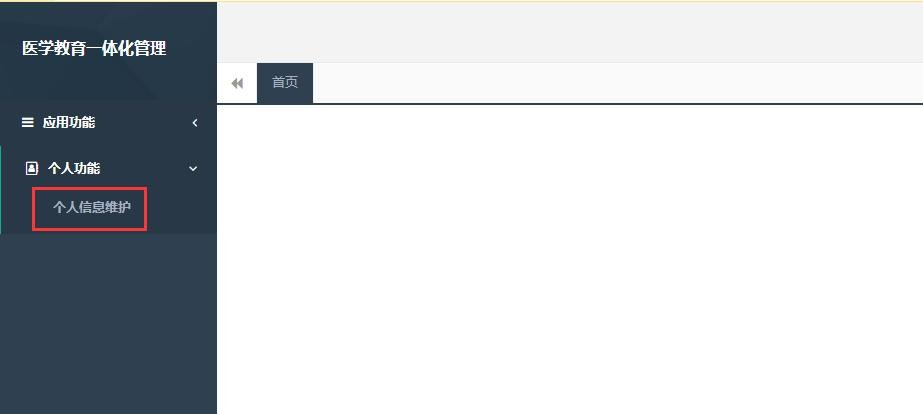 医学教育一体化管理
首页
应用功能
个人功能
个人信息维护